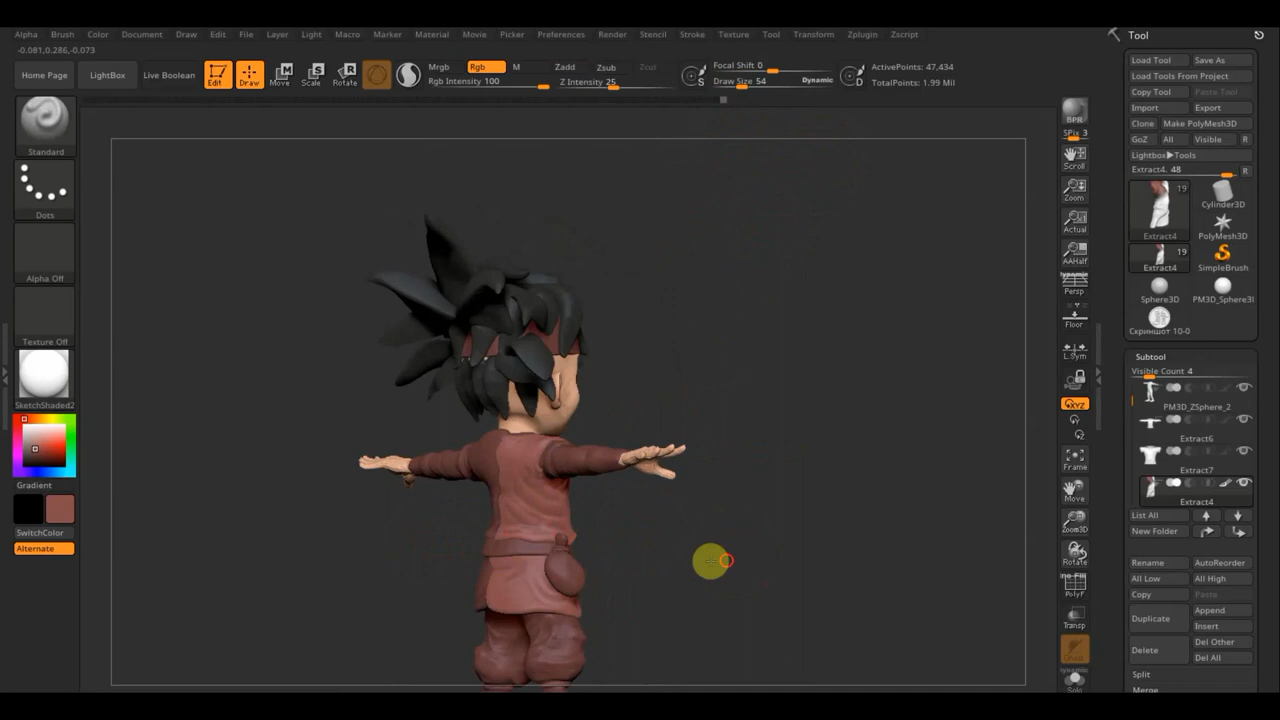 Alpha Brush Color Document Draw Edit File Layer Light Macro Marker Material Movie Picker Preferences Render Stencil Stroke Texture Tool Transform Zplugin Zscript
Tool
-0.081,0.286,-0.073
Home Page
LightBox
Live Boolean
Edit
Draw
Move
Scale
Rotate
Mrgb
Rgb
M
Rgb Intensity 100
Zadd
Zsub
Zcut
Z Intensity 25
S
Focal Shift 0
Draw Size 54
Dynamic
D
ActivePoints: 47,434
TotalPoints: 1.99 Mil
Standard
Dots
Alpha Off
Texture Off
SketchShaded2
Gradient
SwitchColor
Alternate
BPR
SPix 3
Scroll
Zoom
Actual
AAHalf
Persp
Floor
L.Sym
XYZ
Frame
Move
Zoom3D
Rotate
PolyF
Transp
Solo
Load Tool Save As
Load Tools From Project
Copy Tool Paste Tool
Import Export
Clone Make PolyMesh3D
GoZ All Visible R
Lightbox▶Tools
Extract4. 48 R
19
Extract4
Cylinder3D
PolyMesh3D
19
Extract4
SimpleBrush
Sphere3D
PM3D_Sphere3I
Скриншот 10-0
Subtool
Visible Count 4
PM3D_ZSphere_2
Extract6
Extract7
Extract4
List All
New Folder
Rename AutoReorder
All Low All High
Copy Paste
Duplicate
Append
Insert
Delete
Del Other
Del All
Split
Merge